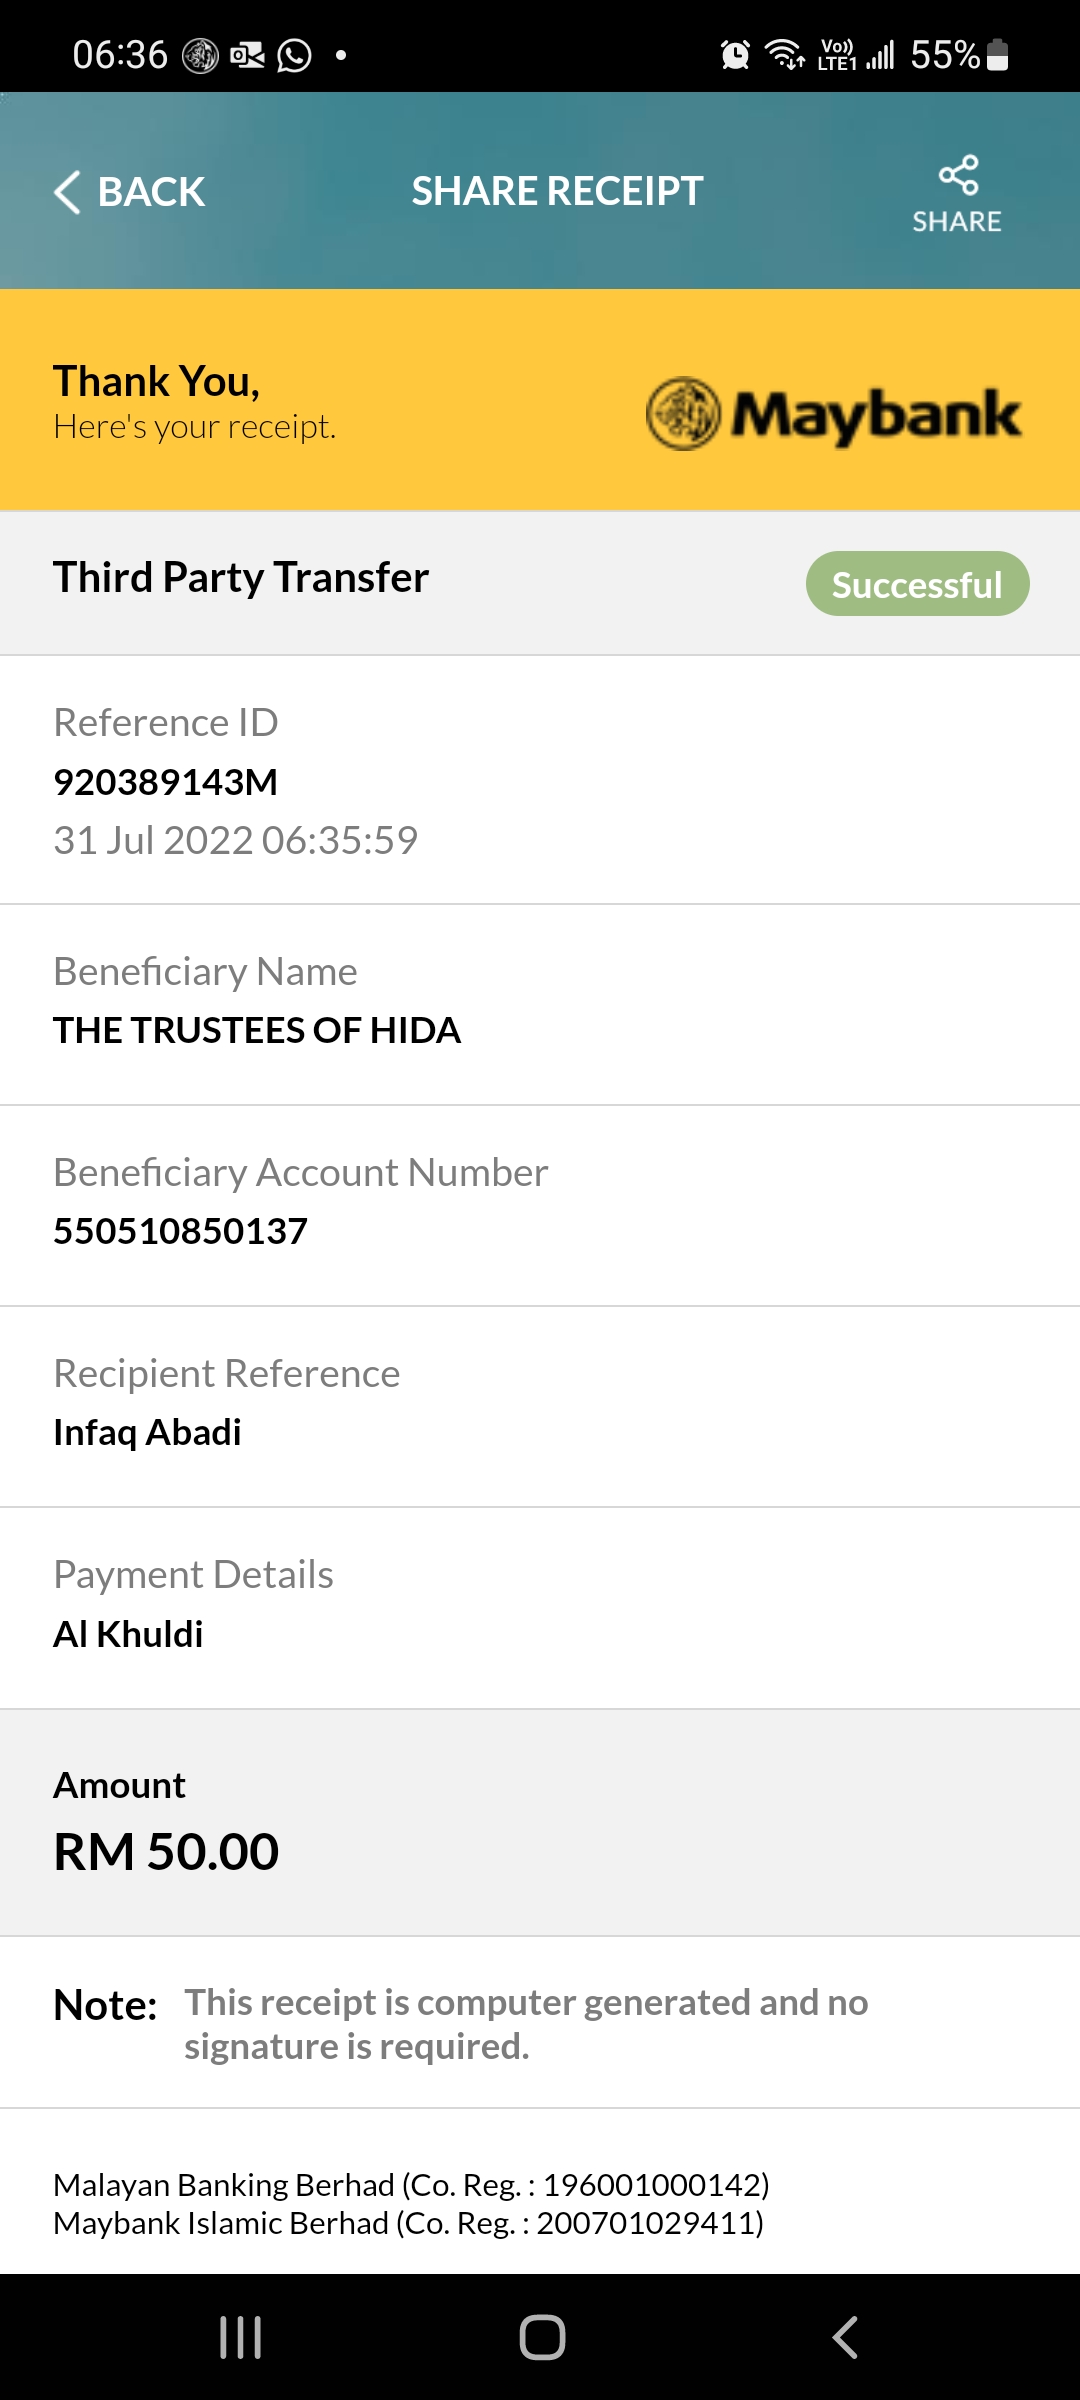 06:36 Vo)) LTE1 55%
BACK SHARE RECEIPT SHARE
Thank You,
Here's your receipt.
Maybank
Third Party Transfer Successful
Reference ID
920389143M
31 Jul 2022 06:35:59
Beneficiary Name
THE TRUSTEES OF HIDA
Beneficiary Account Number
550510850137
Recipient Reference
Infaq Abadi
Payment Details
Al Khuldi
Amount
RM 50.00
Note: This receipt is computer generated and no
signature is required.
Malayan Banking Berhad (Co. Reg. : 196001000142)
Maybank Islamic Berhad (Co. Reg. : 200701029411)